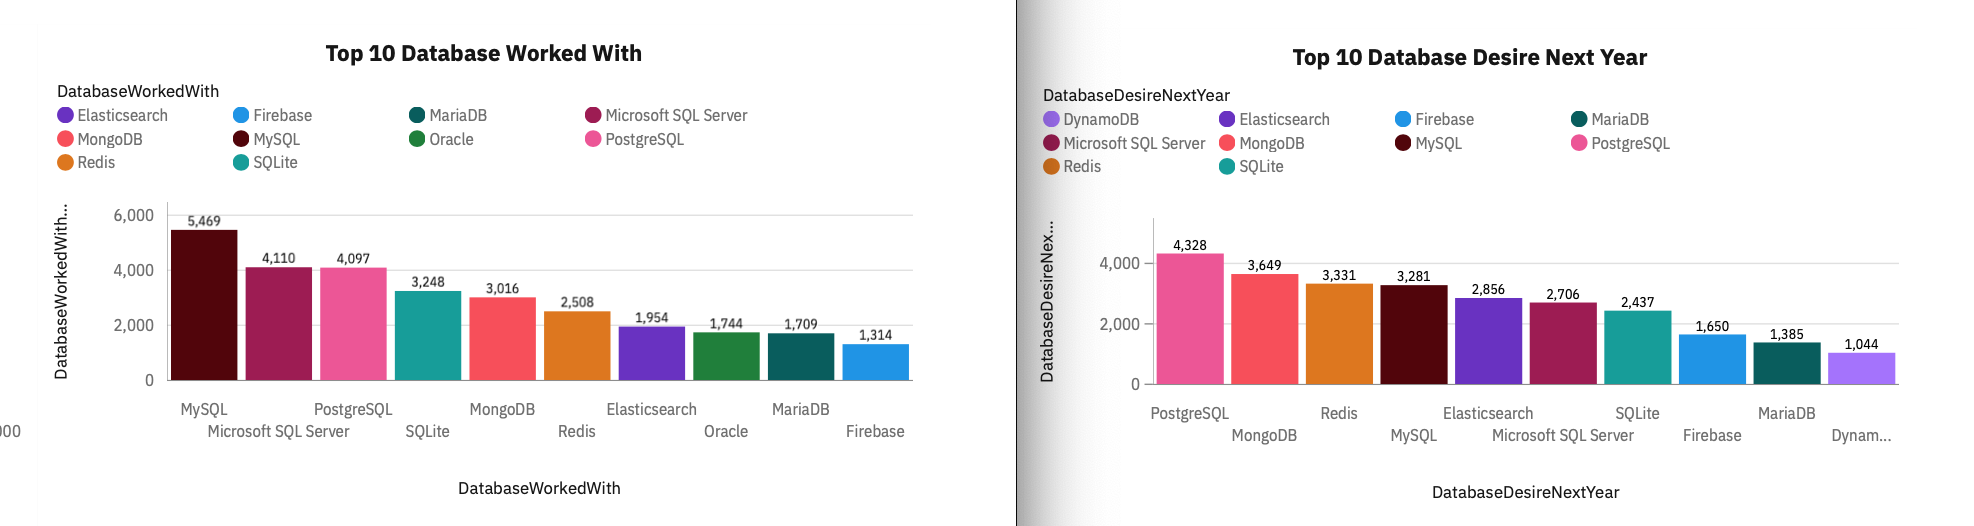 Top 10 Database Worked With
DatabaseWorkedWith
Elasticsearch Firebase MariaDB Microsoft SQL Server
MongoDB MySQL Oracle PostgreSQL
Redis SQLite
DatabaseWorkedWith...
6,000
4,000
2,000
0
5,469
4,110
4,097
3,248
3,016
2,508
1,954
1,744
1,709
1,314
MySQL PostgreSQL MongoDB Elasticsearch MariaDB
000 Microsoft SQL Server SQLite Redis Oracle Firebase
DatabaseWorkedWith
Top 10 Database Desire Next Year
DatabaseDesireNextYear
DynamoDB Elasticsearch Firebase MariaDB
Microsoft SQL Server MongoDB MySQL PostgreSQL
Redis SQLite
DatabaseDesireNex...
4,000
2,000
0
4,328
3,649
3,331
3,281
2,856
2,706
2,437
1,650
1,385
1,044
PostgreSQL Redis Elasticsearch SQLite MariaDB
MongoDB MySQL Microsoft SQL Server Firebase Dynam...
DatabaseDesireNextYear